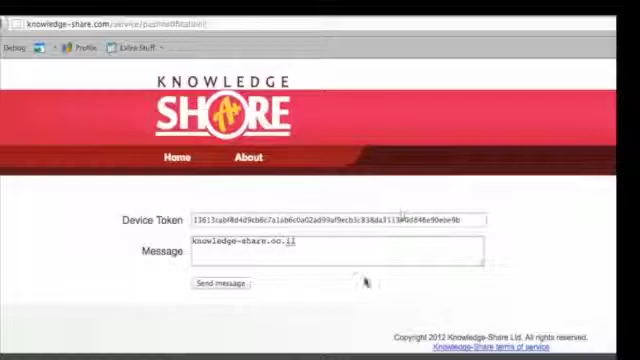 knowledge-share.com/service/pushnotification
Debug Profile Extra Stuff
KNOWLEDGE
SHARE
Home About
Device Token
Message knowledge-share.co.il
Send message
Copyright 2012 Knowledge-Share Ltd. All rights reserved.
Knowledge-Share terms of service